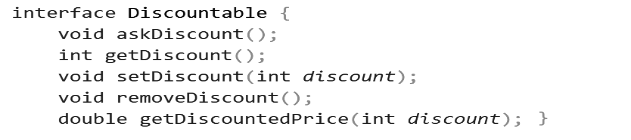 interface Discountable {
    void askDiscount();
    int getDiscount();
    void setDiscount(int discount);
    void removeDiscount();
    double getDiscountedPrice(int discount); }